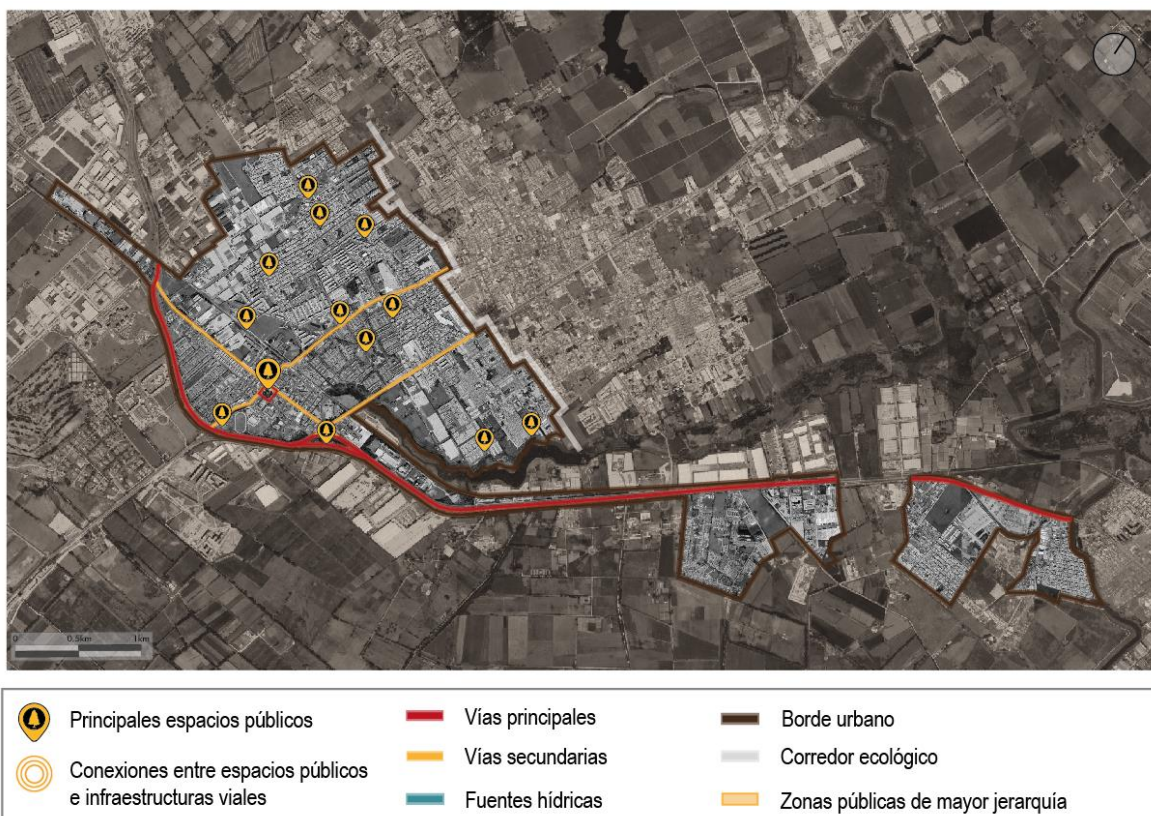 0 0.5km 1km
Principales espacios públicos
Conexiones entre espacios públicos
e infraestructuras viales
Vías principales
Vías secundarias
Fuentes hídricas
Borde urbano
Corredor ecológico
Zonas públicas de mayor jerarquía